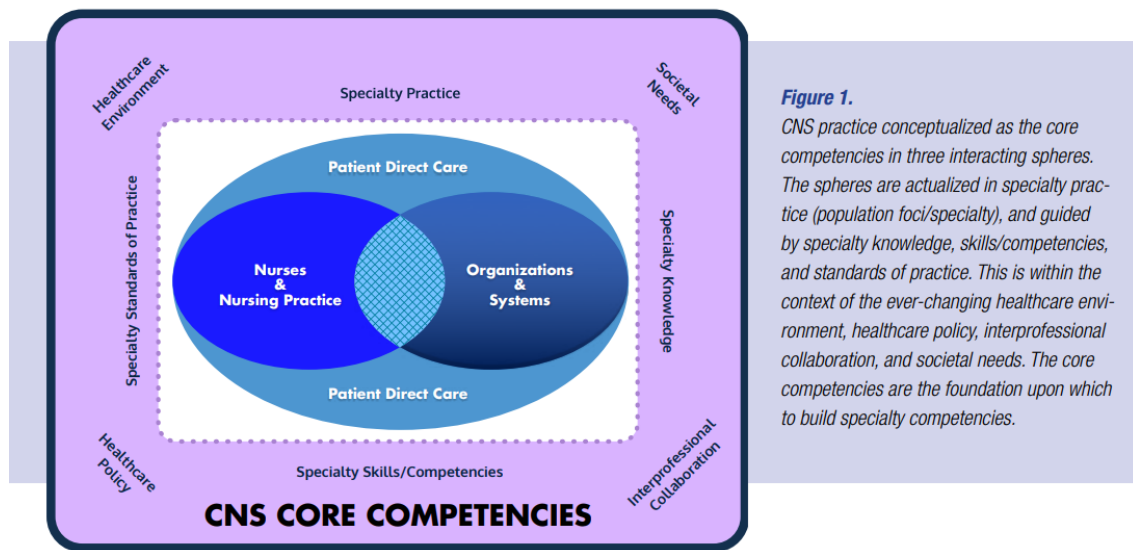 Healthcare
Environment
Specialty Practice
Societal
Needs
Specialty Standards of Practice
Patient Direct Care
Nurses
&
Nursing Practice
Organizations
&
Systems
Patient Direct Care
Specialty Knowledge
Healthcare
Policy
Specialty Skills/Competencies
Interprofessional
Collaboration
CNS CORE COMPETENCIES
Figure 1.
CNS practice conceptualized as the core
competencies in three interacting spheres.
The spheres are actualized in specialty prac-
tice (population foci/specialty), and guided
by specialty knowledge, skills/competencies,
and standards of practice. This is within the
context of the ever-changing healthcare envi-
ronment, healthcare policy, interprofessional
collaboration, and societal needs. The core
competencies are the foundation upon which
to build specialty competencies.